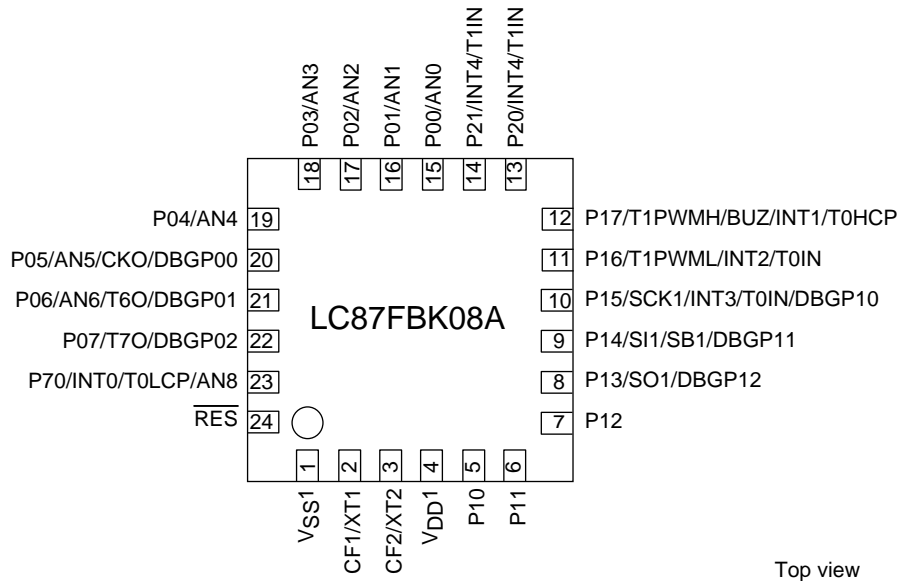 P03/AN3
P02/AN2
P01/AN1
P00/AN0
P21/INT4/T1IN
P20/INT4/T1IN
18
17
16
15
14
13
P04/AN4 19
P05/AN5/CKO/DBGP00 20
P06/AN6/T6O/DBGP01 21
P07/T7O/DBGP02 22
P70/INT0/T0LCP/AN8 23
RES 24
LC87FBK08A
12 P17/T1PWMH/BUZ/INT1/T0HCP
11 P16/T1PWML/INT2/T0IN
10 P15/SCK1/INT3/T0IN/DBGP10
9 P14/SI1/SB1/DBGP11
8 P13/SO1/DBGP12
7 P12
1
2
3
4
5
6
VSS1
CF1/XT1
CF2/XT2
VDD1
P10
P11
Top view